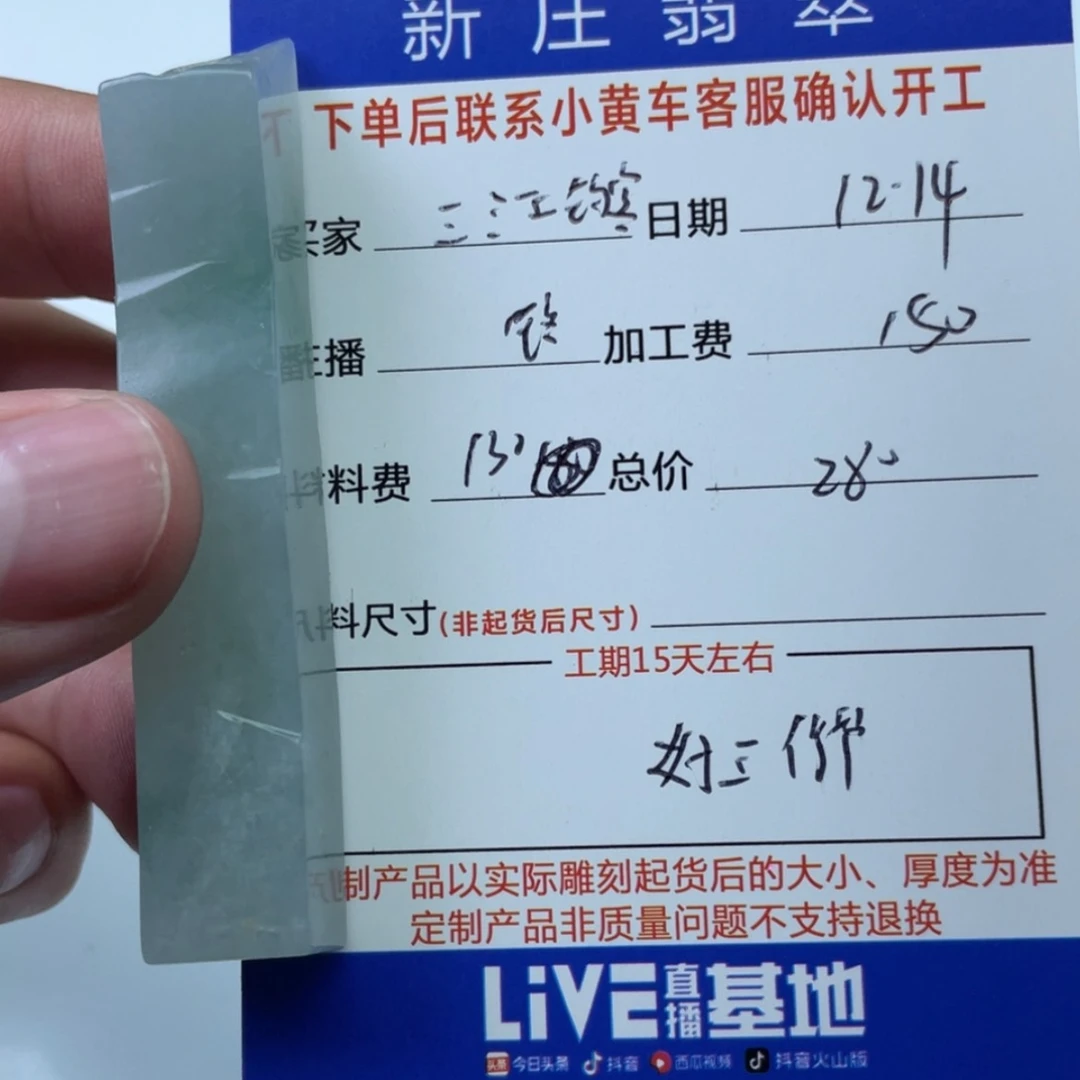 新庄翡翠
下单后联系小黄车客服确认开工
买家 日期 12·14
主播 加工费 150
料费 130 总价 280
料尺寸(非起货后尺寸)
工期15天左右
制产品以实际雕刻起货后的大小、厚度为准
定制产品非质量问题不支持退换
LiVE直播基地
头条 今日头条 抖音 西瓜视频 抖音火山版